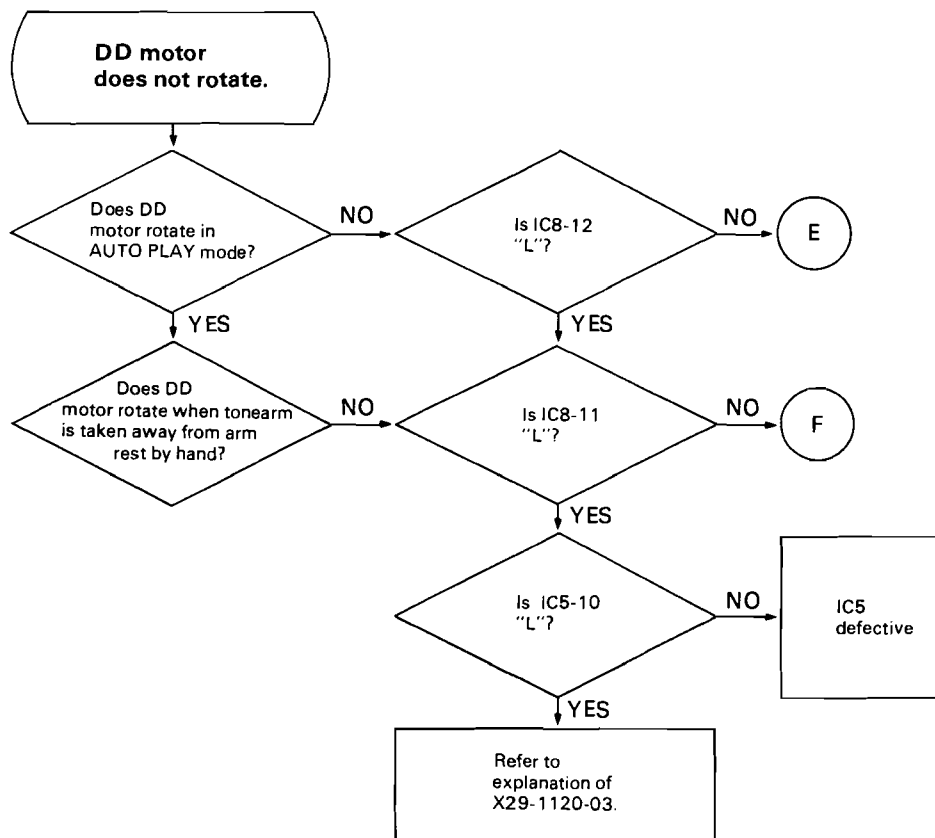 DD motor
does not rotate.
Does DD
motor rotate in
AUTO PLAY mode?
NO
Is IC8-12
"L"?
NO
E
YES
YES
Does DD
motor rotate when tonearm
is taken away from arm
rest by hand?
NO
Is IC8-11
"L"?
NO
F
YES
Is IC5-10
"L"?
NO
IC5
defective
YES
Refer to
explanation of
X29-1120-03.